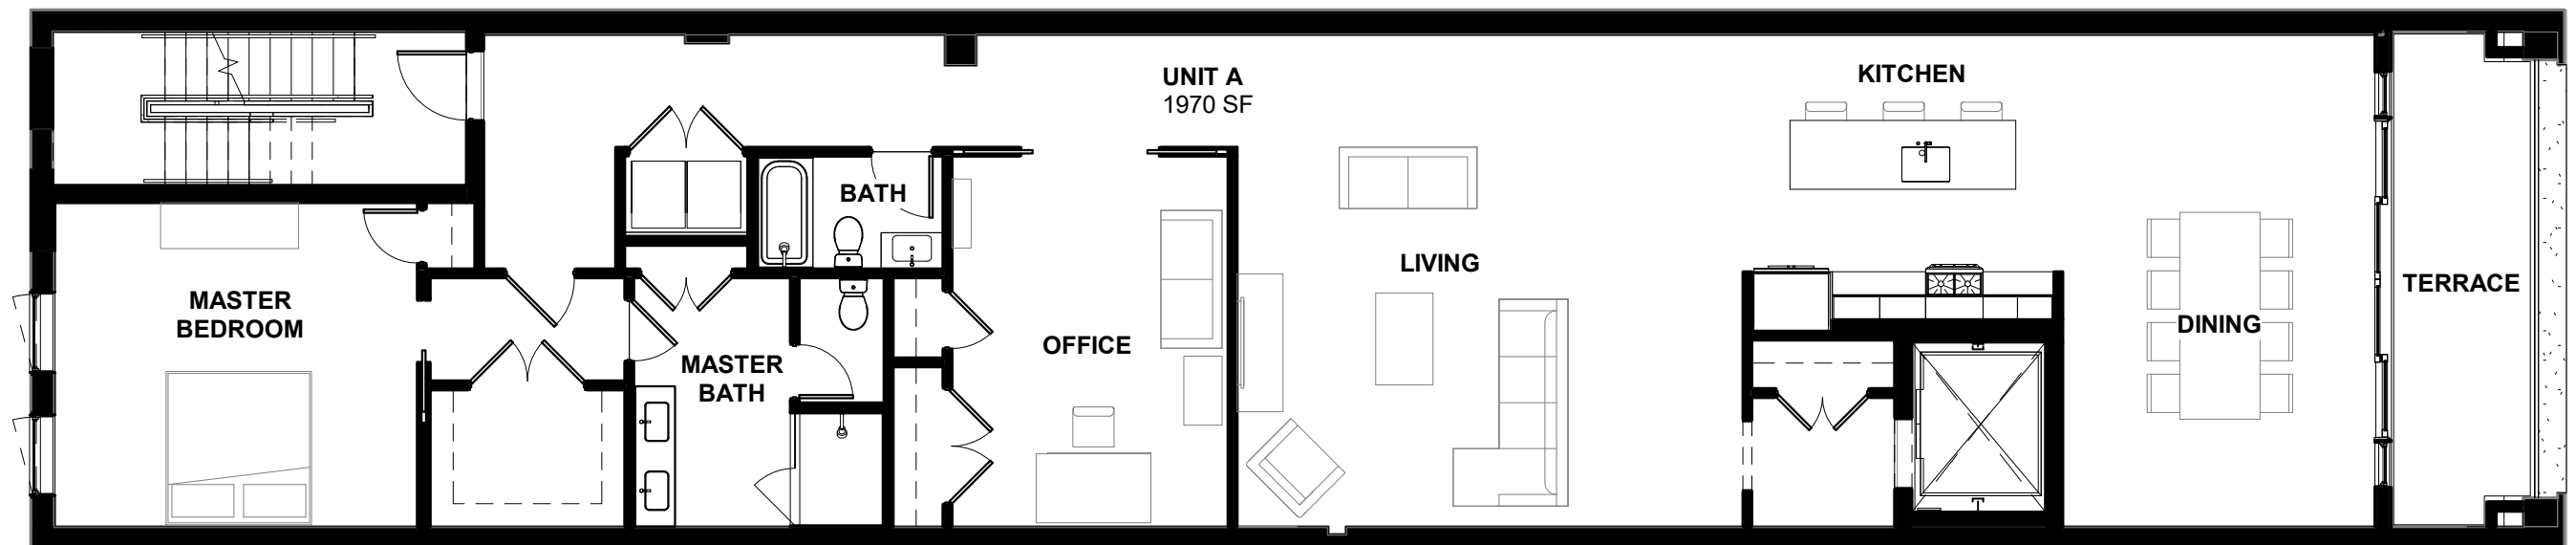 UNIT A
1970 SF
KITCHEN
BATH
LIVING
TERRACE
MASTER
BEDROOM
DINING
OFFICE
MASTER
BATH